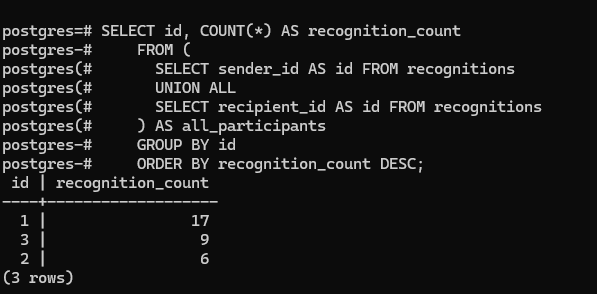 postgres=# SELECT id, COUNT(*) AS recognition_count
postgres-#     FROM (
postgres(#       SELECT sender_id AS id FROM recognitions
postgres(#       UNION ALL
postgres(#       SELECT recipient_id AS id FROM recognitions
postgres(#     ) AS all_participants
postgres-#     GROUP BY id
postgres-#     ORDER BY recognition_count DESC;
 id | recognition_count
----+-------------------
  1 |                17
  3 |                 9
  2 |                 6
(3 rows)